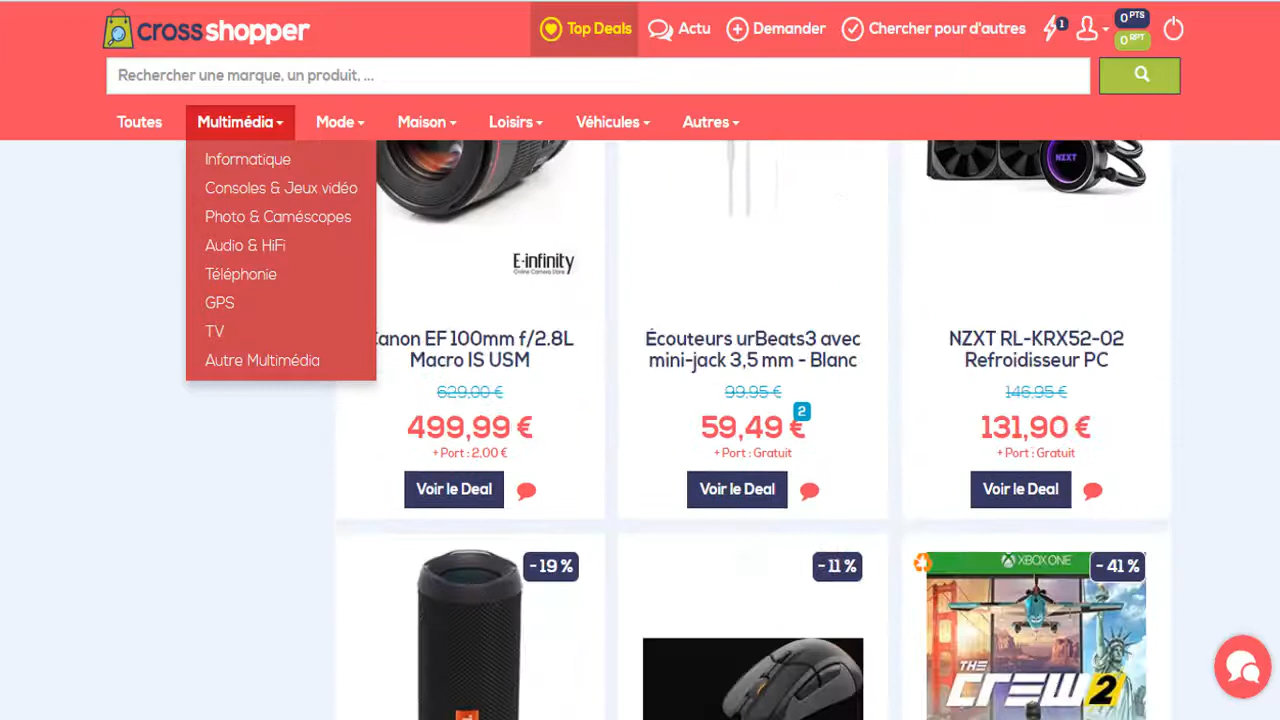 crossshopper
Top Deals
Actu
Demander
Chercher pour d'autres
1
0 PTS
0 RPT
Rechercher une marque, un produit, ...
Toutes
Multimédia
Mode
Maison
Loisirs
Véhicules
Autres
Informatique
Consoles & Jeux vidéo
Photo & Caméscopes
Audio & HiFi
Téléphonie
GPS
TV
Autre Multimédia
E-infinity
Online Camera Store
NZXT
Canon EF 100mm f/2.8L
Macro IS USM
629,00 €
499,99 €
+ Port : 2,00 €
Voir le Deal
Écouteurs urBeats3 avec
mini-jack 3,5 mm - Blanc
99,95 €
59,49 €
2
+ Port : Gratuit
Voir le Deal
NZXT RL-KRX52-02
Refroidisseur PC
146,95 €
131,90 €
+ Port : Gratuit
Voir le Deal
- 19 %
- 11 %
- 41 %
XBOX ONE
THE
CREW 2